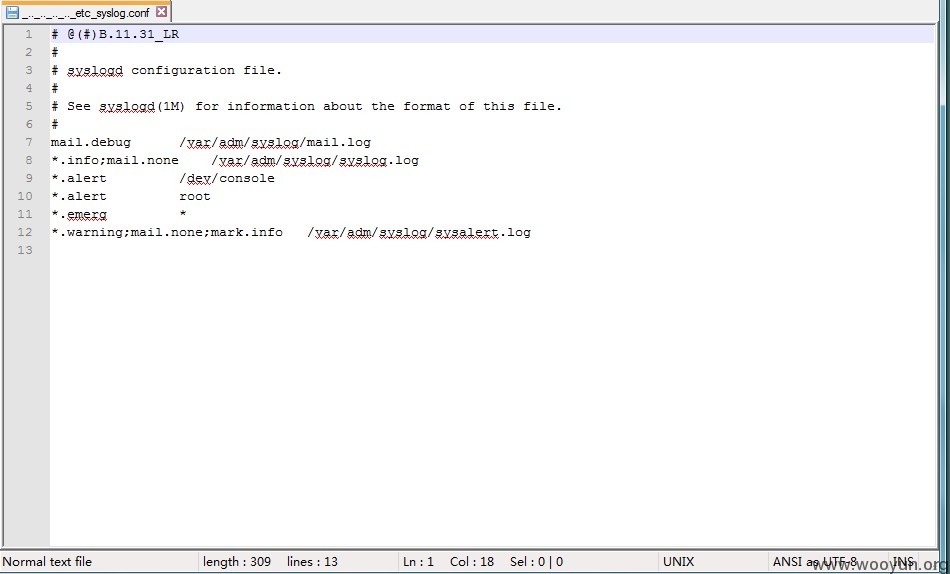 _.._.._.._.._etc_syslog.conf
1 # @(#)B.11.31_LR
2 #
3 # syslogd configuration file.
4 #
5 # See syslogd(1M) for information about the format of this file.
6 #
7 mail.debug /var/adm/syslog/mail.log
8 *.info;mail.none /var/adm/syslog/syslog.log
9 *.alert /dev/console
10 *.alert root
11 *.emerg *
12 *.warning;mail.none;mark.info /var/adm/syslog/sysalert.log
13
Normal text file length : 309 lines : 13 Ln : 1 Col : 18 Sel : 0 | 0 UNIX ANSI as UTF-8 INS
www.wooyun.org